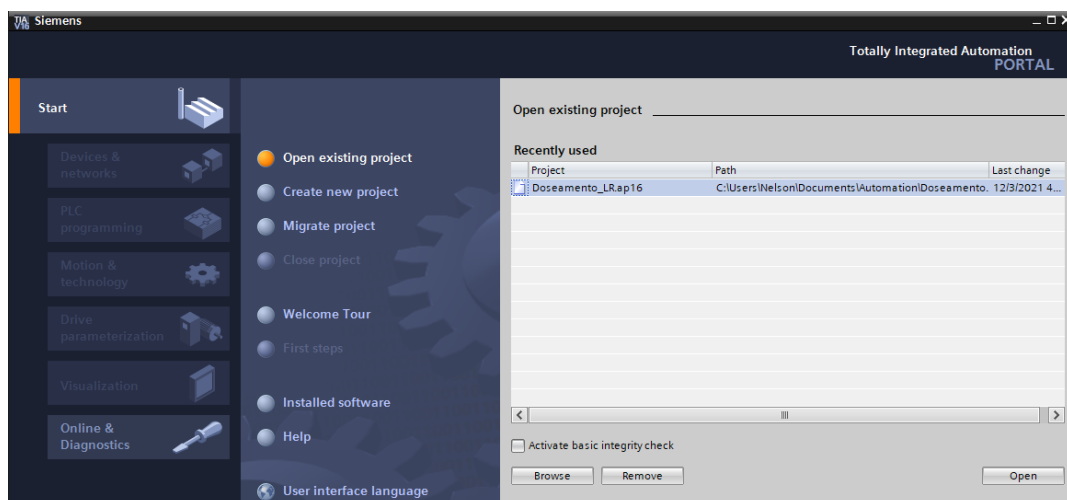 TIA
V16
Siemens
Totally Integrated Automation
PORTAL
Start
Devices &
networks
PLC
programming
Motion &
technology
Drive
parameterization
Visualization
Online &
Diagnostics
Open existing project
Create new project
Migrate project
Close project
Welcome Tour
First steps
Installed software
Help
User interface language
Open existing project
Recently used
Project Path Last change
Doseamento_LR.ap16 C:\Users\Nelson\Documents\Automation\Doseamento. 12/3/2021 4...
Activate basic integrity check
Browse Remove Open